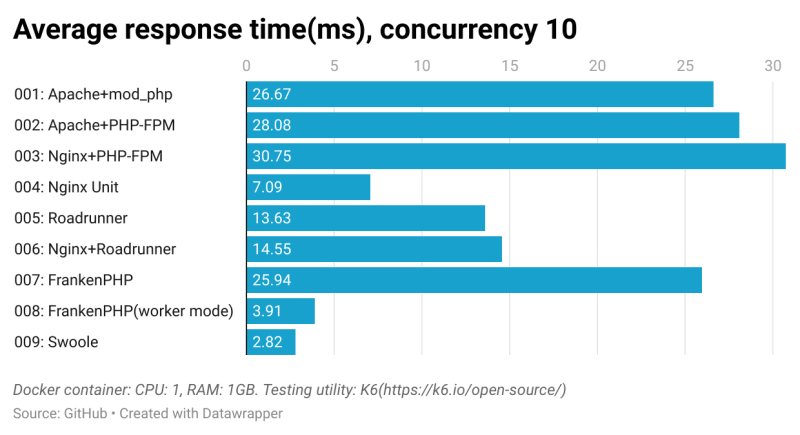 Average response time(ms), concurrency 10
0 5 10 15 20 25 30
001: Apache+mod_php 26.67
002: Apache+PHP-FPM 28.08
003: Nginx+PHP-FPM 30.75
004: Nginx Unit 7.09
005: Roadrunner 13.63
006: Nginx+Roadrunner 14.55
007: FrankenPHP 25.94
008: FrankenPHP(worker mode) 3.91
009: Swoole 2.82
Docker container: CPU: 1, RAM: 1GB. Testing utility: K6(https://k6.io/open-source/)
Source: GitHub • Created with Datawrapper